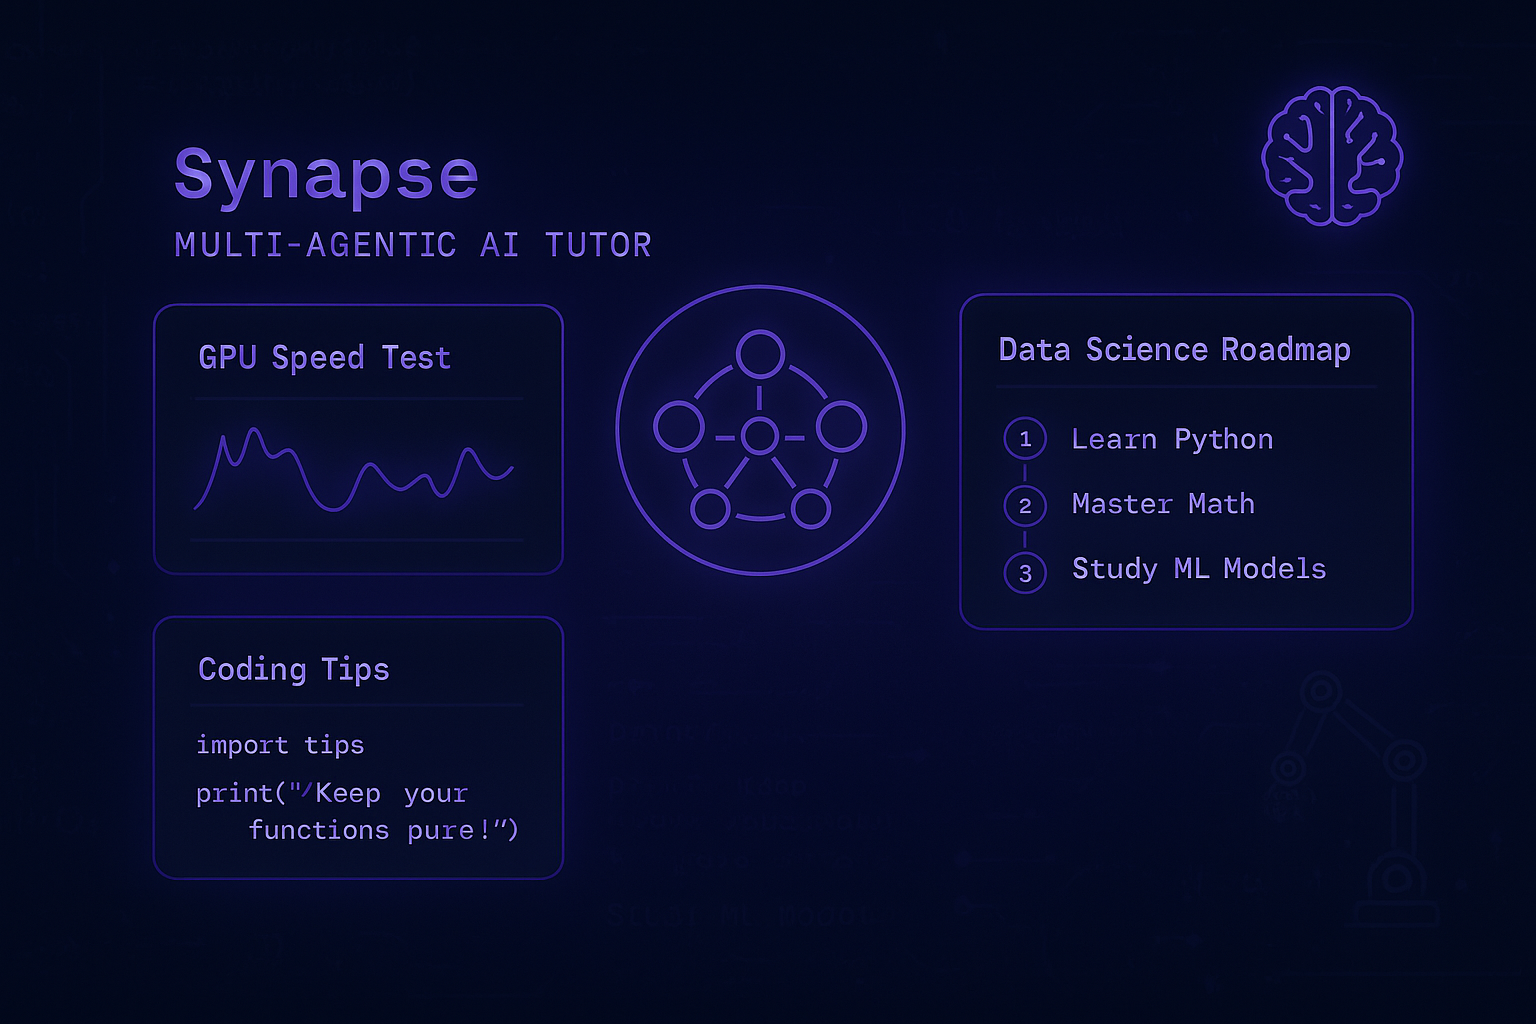 Synapse
MULTI-AGENTIC AI TUTOR
GPU Speed Test
Coding Tips
import tips
print("/Keep your
functions pure!")
Data Science Roadmap
1 Learn Python
2 Master Math
3 Study ML Models